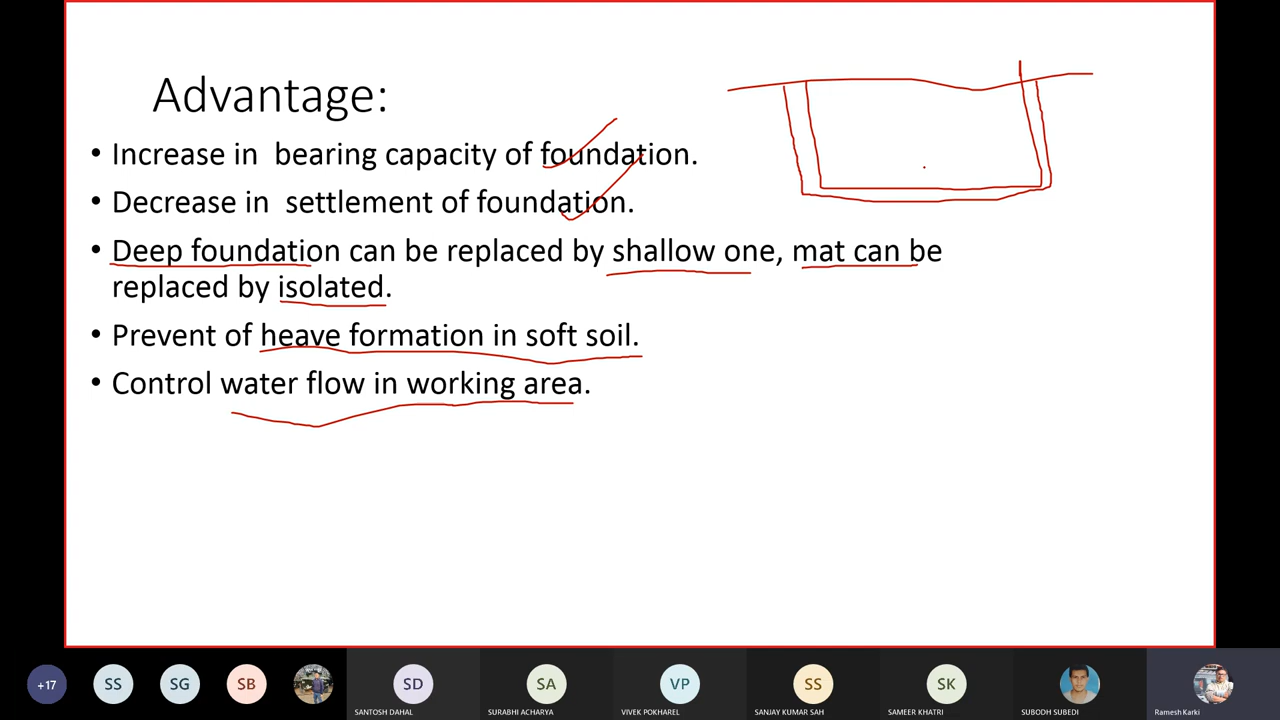 Advantage:
• Increase in  bearing capacity of foundation.
• Decrease in  settlement of foundation.
• Deep foundation can be replaced by shallow one, mat can be
replaced by isolated.
• Prevent of heave formation in soft soil.
• Control water flow in working area.
+17 SS SG SB SD SA VP SS SK
SANTOSH DAHAL SURABHI ACHARYA VIVEK POKHAREL SANJAY KUMAR SAH SAMEER KHATRI SUBODH SUBEDI Ramesh Karki